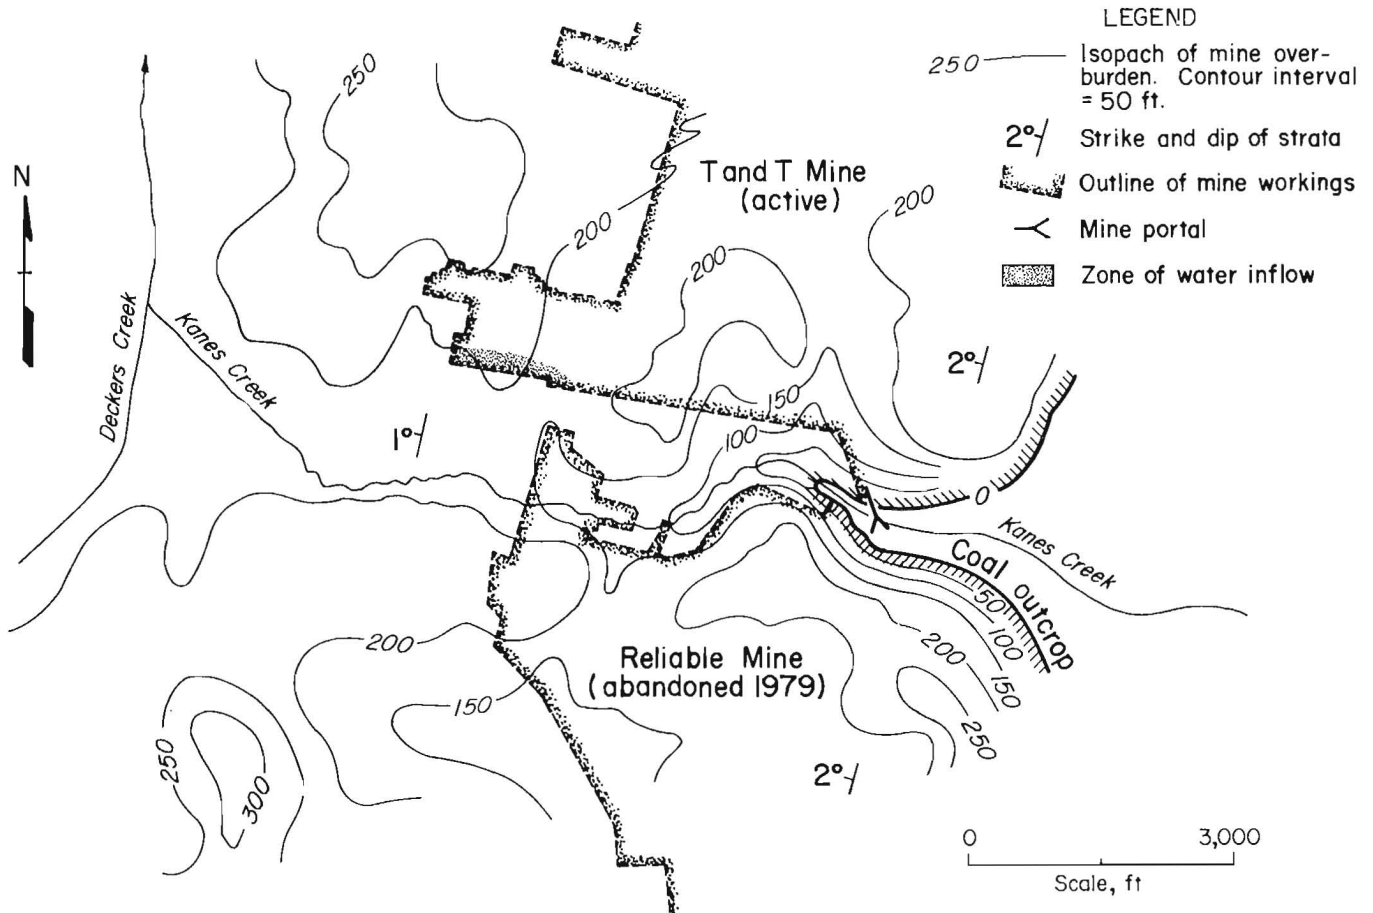 LEGEND
250
Isopach of mine over-
burden. Contour interval
= 50 ft.
2°
Strike and dip of strata
Outline of mine workings
Mine portal
Zone of water inflow
N
250
T and T Mine
(active)
200
200
200
Deckers Creek
Kanes Creek
2°
150
1°
100
0
Kanes Creek
Coal outcrop
50
100
150
200
250
200
Reliable Mine
(abandoned 1979)
150
250
300
2°
0
3,000
Scale, ft